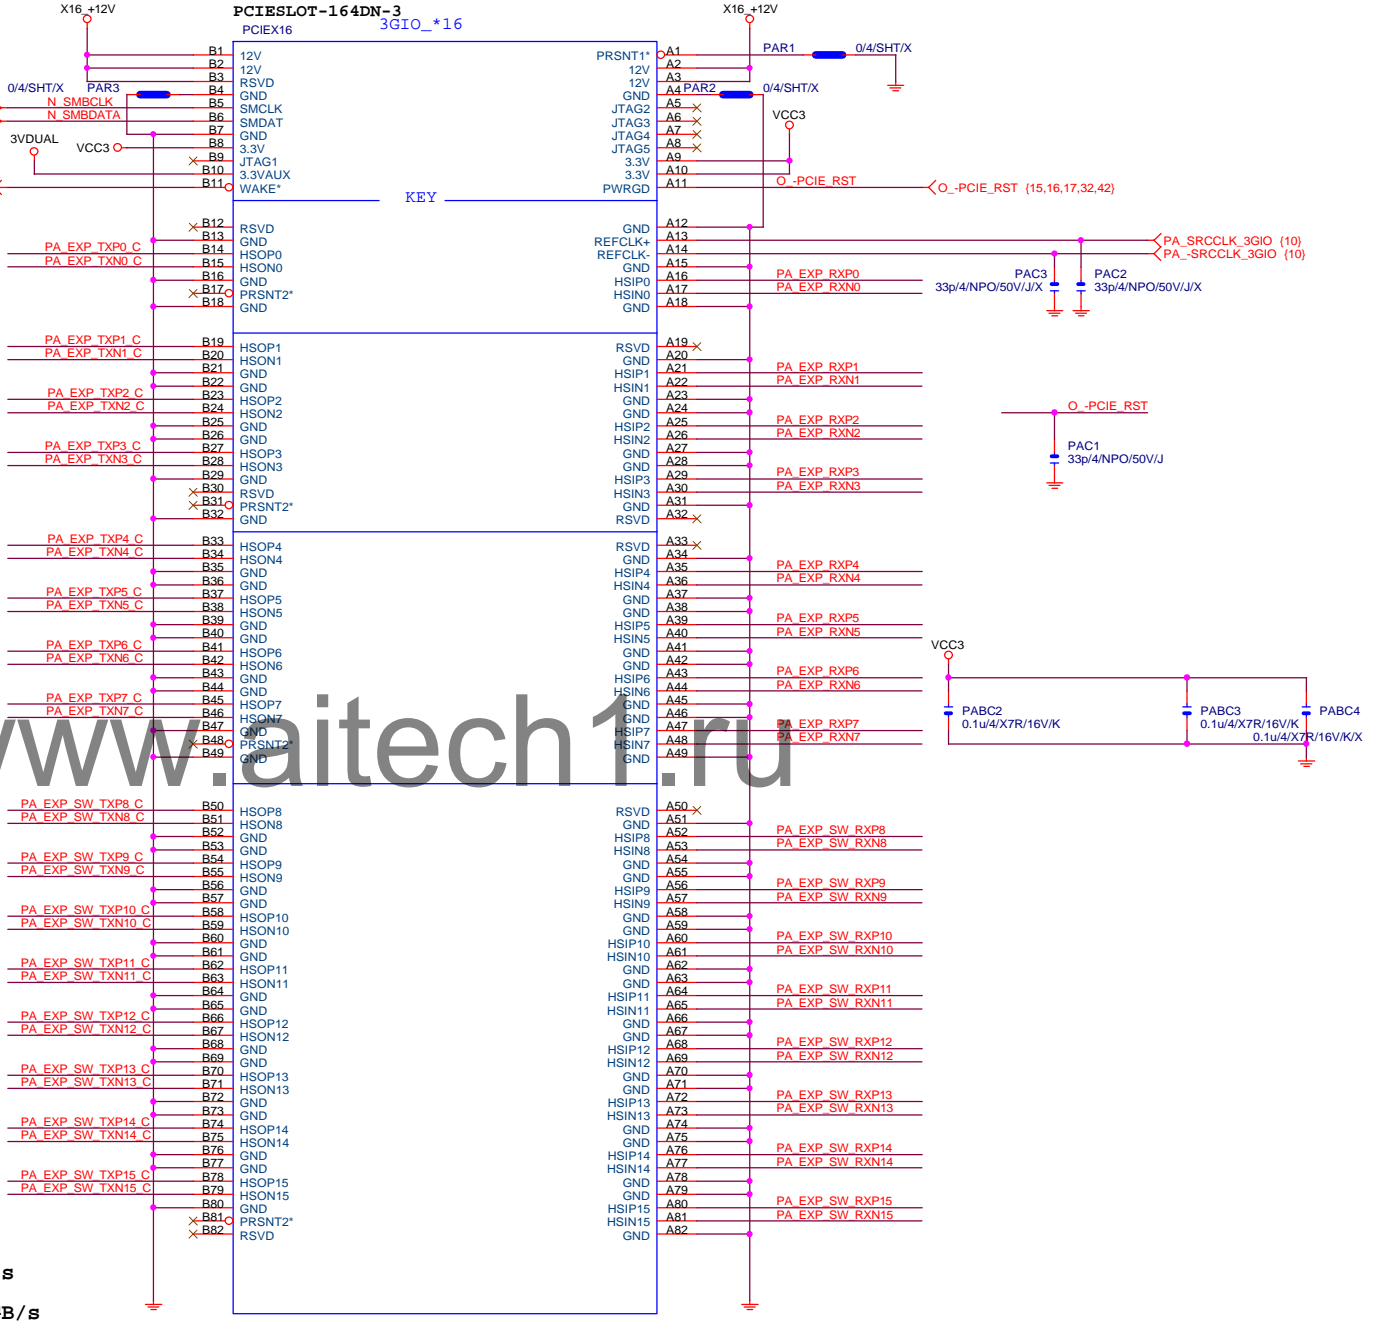 X16_+12V
PCIESLOT-164DN-3
PCIEX16
3GIO_*16
X16_+12V
B1 12V PRSNT1* A1 PAR1 0/4/SHT/X
B2 12V 12V A2
B3 RSVD 12V A3
0/4/SHT/X PAR3 B4 GND GND A4 PAR2 0/4/SHT/X
N_SMBCLK B5 SMCLK JTAG2 A5
N_SMBDATA B6 SMDAT JTAG3 A6 VCC3
B7 GND JTAG4 A7
3VDUAL VCC3 B8 3.3V JTAG5 A8
B9 JTAG1 3.3V A9
B10 3.3VAUX 3.3V A10
B11 WAKE* PWRGD A11 O_-PCIE_RST O_-PCIE_RST {15,16,17,32,42}
KEY
B12 RSVD GND A12
B13 GND REFCLK+ A13 PA_SRCCLK_3GIO {10}
PA_EXP_TXP0_C B14 HSOP0 REFCLK- A14 PA_-SRCCLK_3GIO {10}
PA_EXP_TXN0_C B15 HSON0 GND A15
B16 GND HSIP0 A16 PA_EXP_RXP0 PAC3 PAC2
B17 PRSNT2* HSIN0 A17 PA_EXP_RXN0 33p/4/NPO/50V/J/X 33p/4/NPO/50V/J/X
B18 GND GND A18
PA_EXP_TXP1_C B19 HSOP1 RSVD A19
PA_EXP_TXN1_C B20 HSON1 GND A20
B21 GND HSIP1 A21 PA_EXP_RXP1
B22 GND HSIN1 A22 PA_EXP_RXN1
PA_EXP_TXP2_C B23 HSOP2 GND A23
PA_EXP_TXN2_C B24 HSON2 GND A24 O_-PCIE_RST
B25 GND HSIP2 A25 PA_EXP_RXP2
B26 GND HSIN2 A26 PA_EXP_RXN2
PA_EXP_TXP3_C B27 HSOP3 GND A27 PAC1
PA_EXP_TXN3_C B28 HSON3 GND A28 33p/4/NPO/50V/J
B29 GND HSIP3 A29 PA_EXP_RXP3
B30 RSVD HSIN3 A30 PA_EXP_RXN3
B31 PRSNT2* GND A31
B32 GND RSVD A32
PA_EXP_TXP4_C B33 HSOP4 RSVD A33
PA_EXP_TXN4_C B34 HSON4 GND A34
B35 GND HSIP4 A35 PA_EXP_RXP4
B36 GND HSIN4 A36 PA_EXP_RXN4
PA_EXP_TXP5_C B37 HSOP5 GND A37
PA_EXP_TXN5_C B38 HSON5 GND A38
B39 GND HSIP5 A39 PA_EXP_RXP5
B40 GND HSIN5 A40 PA_EXP_RXN5
PA_EXP_TXP6_C B41 HSOP6 GND A41 VCC3
PA_EXP_TXN6_C B42 HSON6 GND A42
B43 GND HSIP6 A43 PA_EXP_RXP6
B44 GND HSIN6 A44 PA_EXP_RXN6
PA_EXP_TXP7_C B45 HSOP7 GND A45
PA_EXP_TXN7_C B46 HSON7 GND A46 PABC2 PABC3 PABC4
B47 GND HSIP7 A47 PA_EXP_RXP7 0.1u/4/X7R/16V/K 0.1u/4/X7R/16V/K
B48 PRSNT2* HSIN7 A48 PA_EXP_RXN7 0.1u/4/X7R/16V/K/X
B49 GND GND A49
www.aitech1.ru
PA_EXP_SW_TXP8_C B50 HSOP8 RSVD A50
PA_EXP_SW_TXN8_C B51 HSON8 GND A51
B52 GND HSIP8 A52 PA_EXP_SW_RXP8
B53 GND HSIN8 A53 PA_EXP_SW_RXN8
PA_EXP_SW_TXP9_C B54 HSOP9 GND A54
PA_EXP_SW_TXN9_C B55 HSON9 GND A55
B56 GND HSIP9 A56 PA_EXP_SW_RXP9
B57 GND HSIN9 A57 PA_EXP_SW_RXN9
PA_EXP_SW_TXP10_C B58 HSOP10 GND A58
PA_EXP_SW_TXN10_C B59 HSON10 GND A59
B60 GND HSIP10 A60 PA_EXP_SW_RXP10
B61 GND HSIN10 A61 PA_EXP_SW_RXN10
PA_EXP_SW_TXP11_C B62 HSOP11 GND A62
PA_EXP_SW_TXN11_C B63 HSON11 GND A63
B64 GND HSIP11 A64 PA_EXP_SW_RXP11
B65 GND HSIN11 A65 PA_EXP_SW_RXN11
PA_EXP_SW_TXP12_C B66 HSOP12 GND A66
PA_EXP_SW_TXN12_C B67 HSON12 GND A67
B68 GND HSIP12 A68 PA_EXP_SW_RXP12
B69 GND HSIN12 A69 PA_EXP_SW_RXN12
PA_EXP_SW_TXP13_C B70 HSOP13 GND A70
PA_EXP_SW_TXN13_C B71 HSON13 GND A71
B72 GND HSIP13 A72 PA_EXP_SW_RXP13
B73 GND HSIN13 A73 PA_EXP_SW_RXN13
PA_EXP_SW_TXP14_C B74 HSOP14 GND A74
PA_EXP_SW_TXN14_C B75 HSON14 GND A75
B76 GND HSIP14 A76 PA_EXP_SW_RXP14
B77 GND HSIN14 A77 PA_EXP_SW_RXN14
PA_EXP_SW_TXP15_C B78 HSOP15 GND A78
PA_EXP_SW_TXN15_C B79 HSON15 GND A79
B80 GND HSIP15 A80 PA_EXP_SW_RXP15
B81 PRSNT2* HSIN15 A81 PA_EXP_SW_RXN15
B82 RSVD GND A82
s
B/s